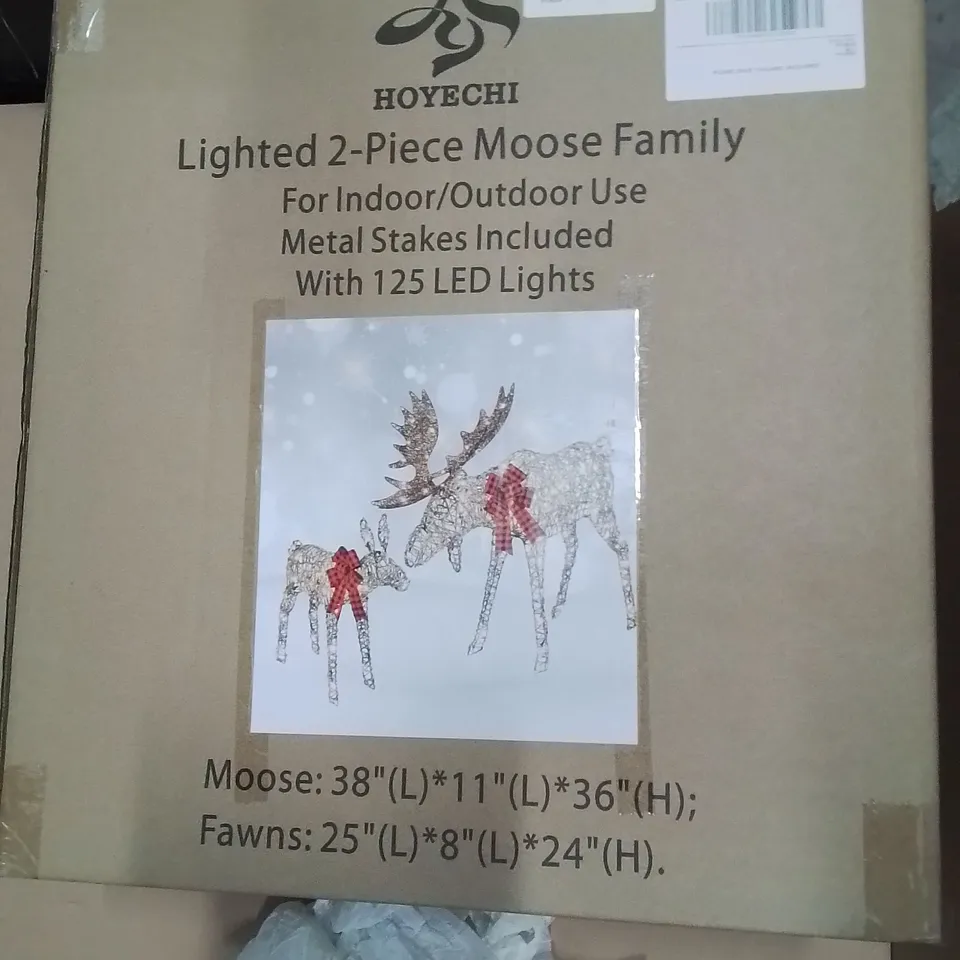 HOYECHI
Lighted 2-Piece Moose Family
For Indoor/Outdoor Use
Metal Stakes Included
With 125 LED Lights
Moose: 38"(L)*11"(L)*36"(H);
Fawns: 25"(L)*8"(L)*24"(H).